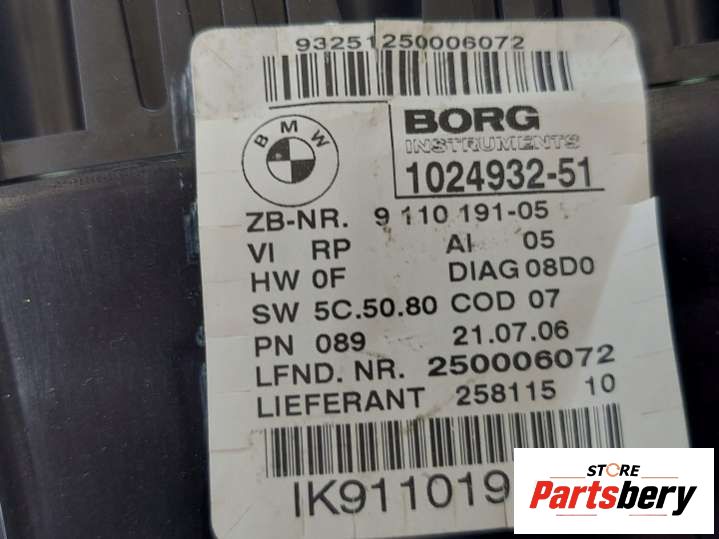 93251250006072
BMW
BORG
INSTRUMENTS
1024932-51
ZB-NR. 9 110 191-05
VI RP AI 05
HW 0F DIAG 08D0
SW 5C.50.80 COD 07
PN 089 21.07.06
LFND. NR. 250006072
LIEFERANT 258115 10
IK911019
STORE
Partsbery